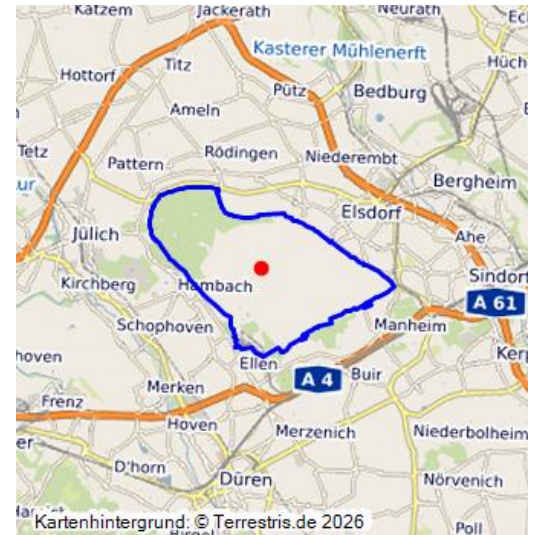 Katzem
Jackerath
Neurath
Kasterer Mühlenerft
Titz
Hottorf
Pütz
Bedburg
Ameln
Tetz
Pattern
Rödingen
Niederembt
Bergheim
Elsdorf
Jülich
Ahe
Kirchberg
Hambach
Sindorf
A 61
Schophoven
Manheim
Ellen
A 4
Buir
Merken
Frenz
Hoven
Merzenich
Niederbolheim
D'horn
Düren
Nörvenich
Kartenhintergrund: © Terrestris.de 2026
Poll